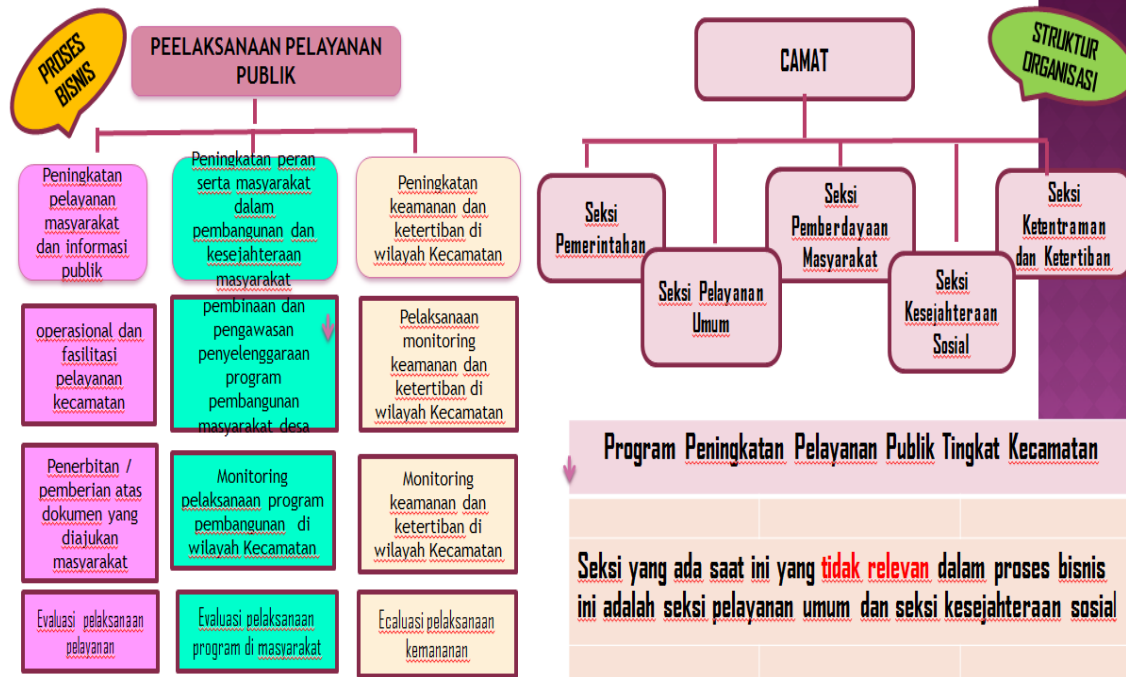 PROSES
BISNIS
PEELAKSANAAN PELAYANAN
PUBLIK
Peningkatan
pelayanan
masyarakat
dan informasi
publik
Peningkatan peran
serta masyarakat
dalam
pembangunan dan
kesejahteraan
masyarakat
Peningkatan
keamanan dan
ketertiban di
wilayah Kecamatan
operasional dan
fasilitasi
pelayanan
kecamatan
pembinaan dan
pengawasan
penyelenggaraan
program
pembangunan
masyarakat desa
Pelaksanaan
monitoring
keamanan dan
ketertiban di
wilayah Kecamatan
Penerbitan /
pemberian atas
dokumen yang
diajukan
masyarakat
Monitoring
pelaksanaan program
pembangunan di
wilayah Kecamatan
Monitoring
keamanan dan
ketertiban di
wilayah Kecamatan
Evaluasi pelaksanaan
pelayanan
Evaluasi pelaksanaan
program di masyarakat
Ecaluasi pelaksanaan
kemananan
STRUKTUR
ORGANISASI
CAMAT
Seksi
Pemerintahan
Seksi Pelayanan
Umum
Seksi
Pemberdayaan
Masyarakat
Seksi
Kesejahteraan
Sosial
Seksi
Ketentraman
dan Ketertiban
Program Peningkatan Pelayanan Publik Tingkat Kecamatan
Seksi yang ada saat ini yang tidak relevan dalam proses bisnis
ini adalah seksi pelayanan umum dan seksi kesejahteraan sosial